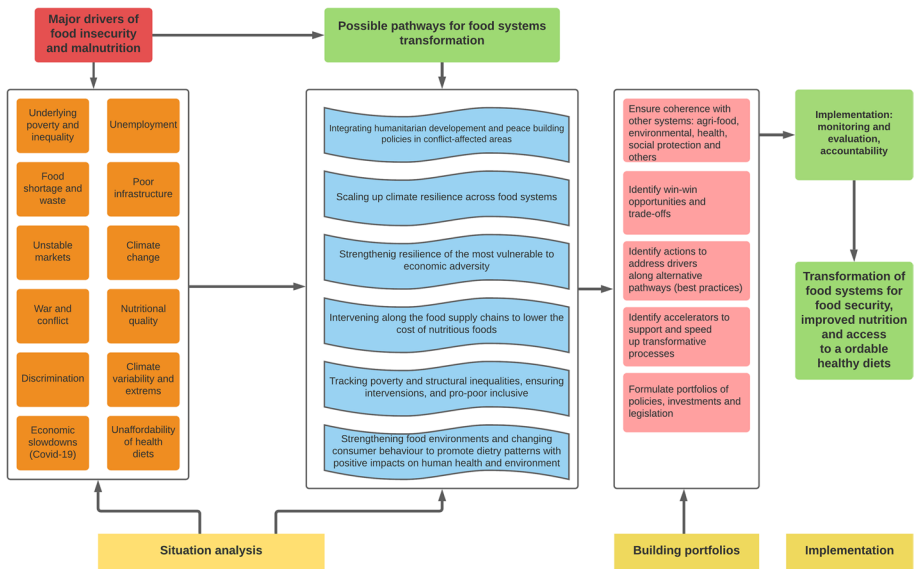 Major drivers of
food insecurity
and malnutrition
Possible pathways for food systems
transformation
Underlying
poverty and
inequality
Unemployment
Food
shortage and
waste
Poor
infrastructure
Unstable
markets
Climate
change
War and
conflict
Nutritional
quality
Discrimination
Climate
variability and
extrems
Economic
slowdowns
(Covid-19)
Unaffordability
of health
diets
Integrating humanitarian developement and peace building
policies in conflict-affected areas
Scaling up climate resilience across food systems
Strengthenig resilience of the most vulnerable to
economic adversity
Intervening along the food supply chains to lower the
cost of nutritious foods
Tracking poverty and structural inequalities, ensuring
intervensions, and pro-poor inclusive
Strengthening food environments and changing
consumer behaviour to promote dietry patterns with
positive impacts on human health and environment
Ensure coherence with
other systems: agri-food,
environmental, health,
social protection and
others
Identify win-win
opportunities and
trade-offs
Identify actions to
address drivers
along alternative
pathways (best practices)
Identify accelerators to
support and speed
up transformative
processes
Formulate portfolios of
policies, investments and
legislation
Implementation:
monitoring and
evaluation,
accountability
Transformation of
food systems for
food security,
improved nutrition
and access
to a ordable
healthy diets
Situation analysis
Building portfolios
Implementation